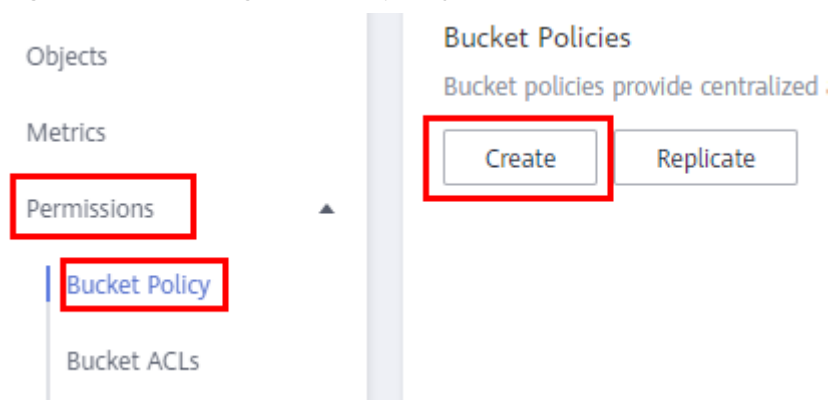 Objects
Metrics
Permissions
Bucket Policy
Bucket ACLs
Bucket Policies
Bucket policies provide centralized
Create
Replicate